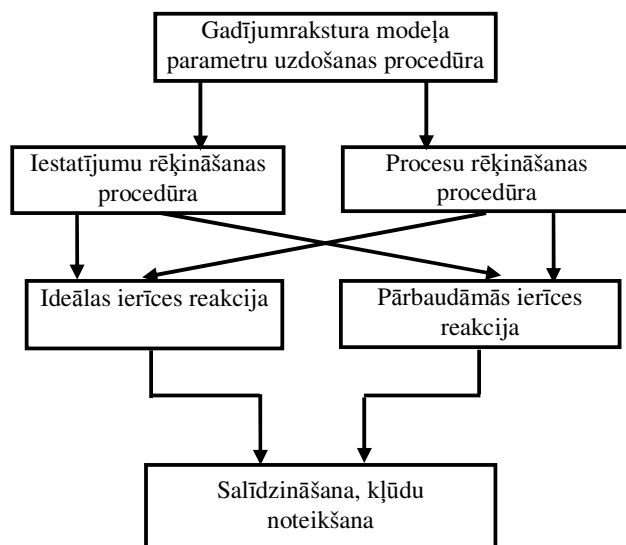 Gadījumrakstura modeļa
parametru uzdošanas procedūra
Iestatījumu rēķināšanas
procedūra
Procesu rēķināšanas
procedūra
Ideālas ierīces reakcija
Pārbaudāmās ierīces
reakcija
Salīdzināšana, kļūdu
noteikšana